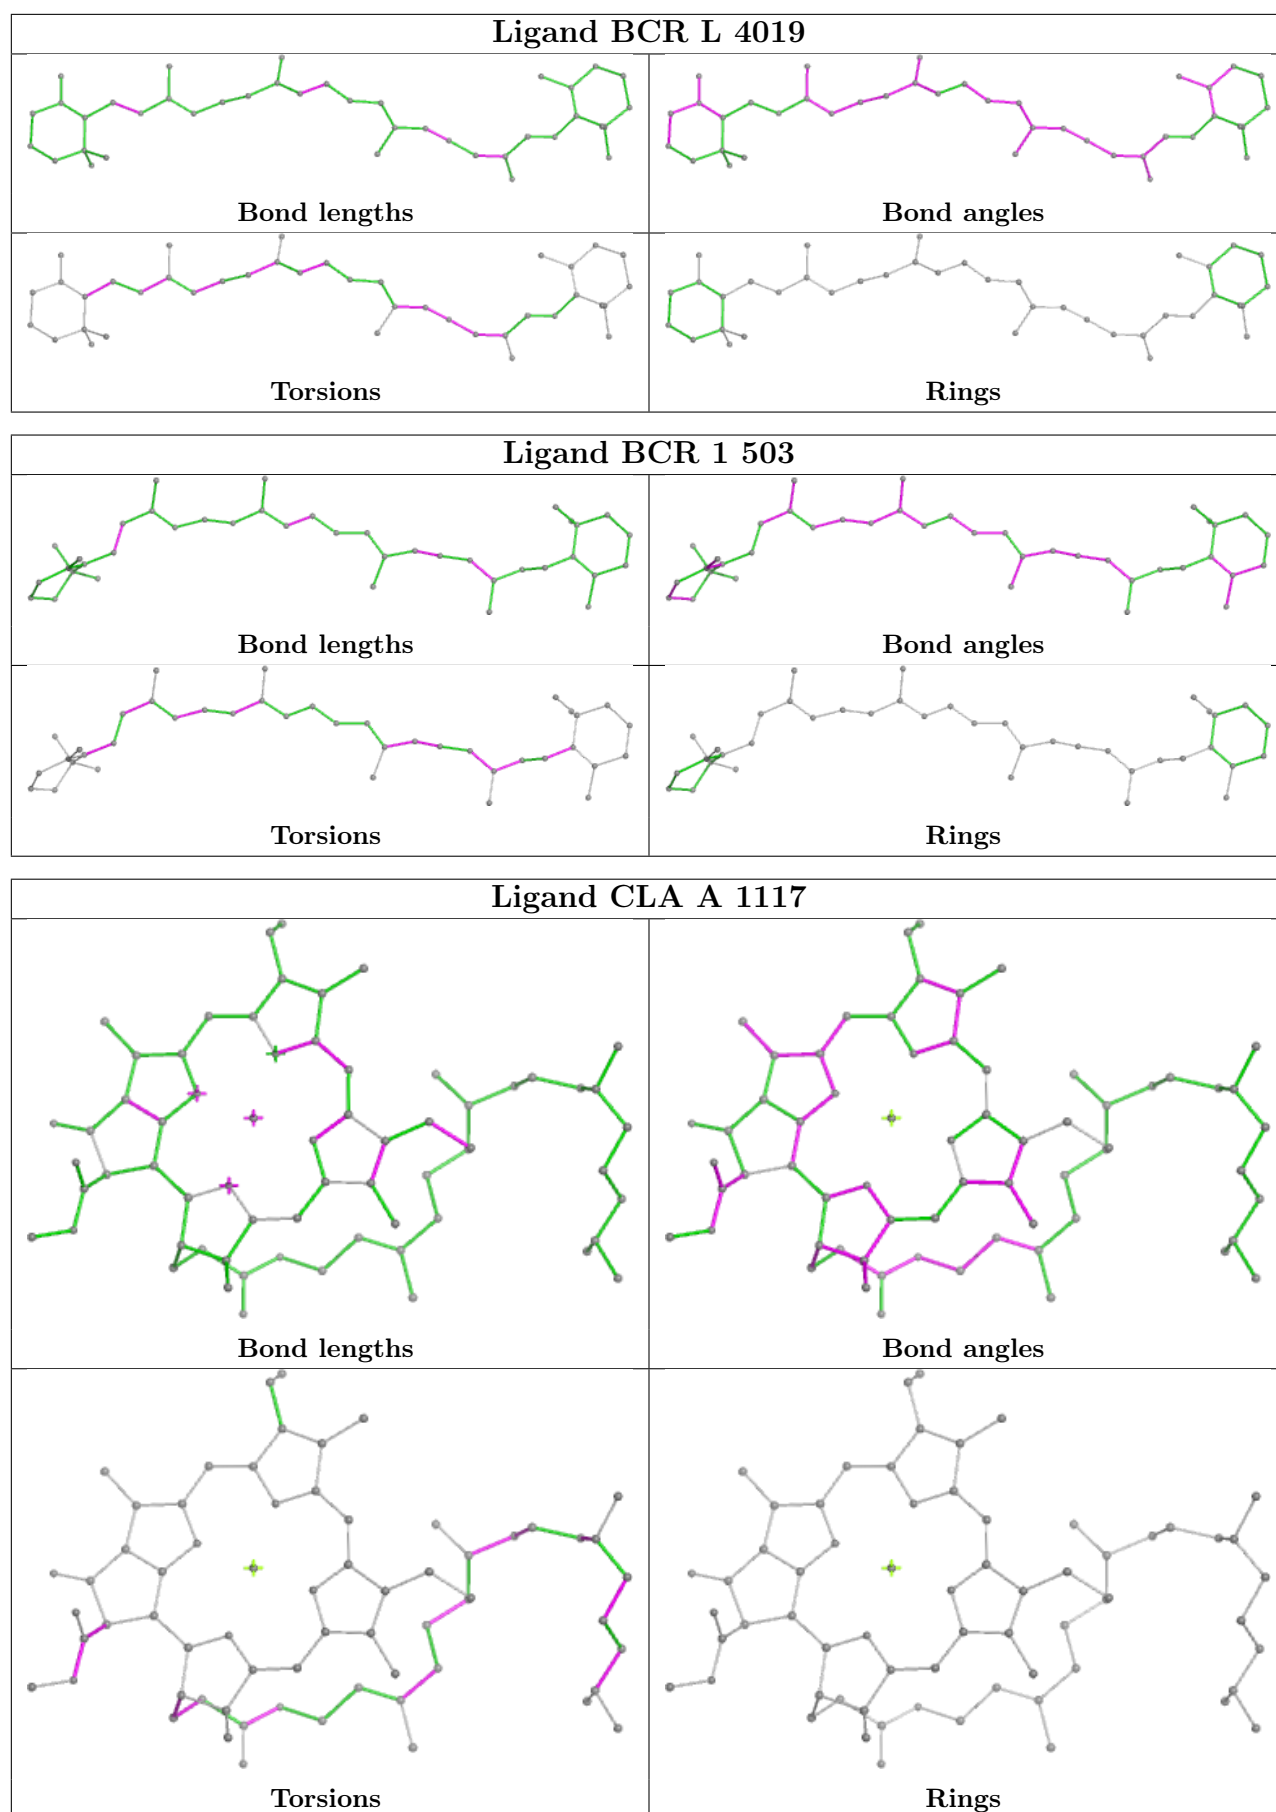 Ligand BCR L 4019
Bond lengths
Bond angles
Torsions
Rings
Ligand BCR 1 503
Bond lengths
Bond angles
Torsions
Rings
Ligand CLA A 1117
Bond lengths
Bond angles
Torsions
Rings